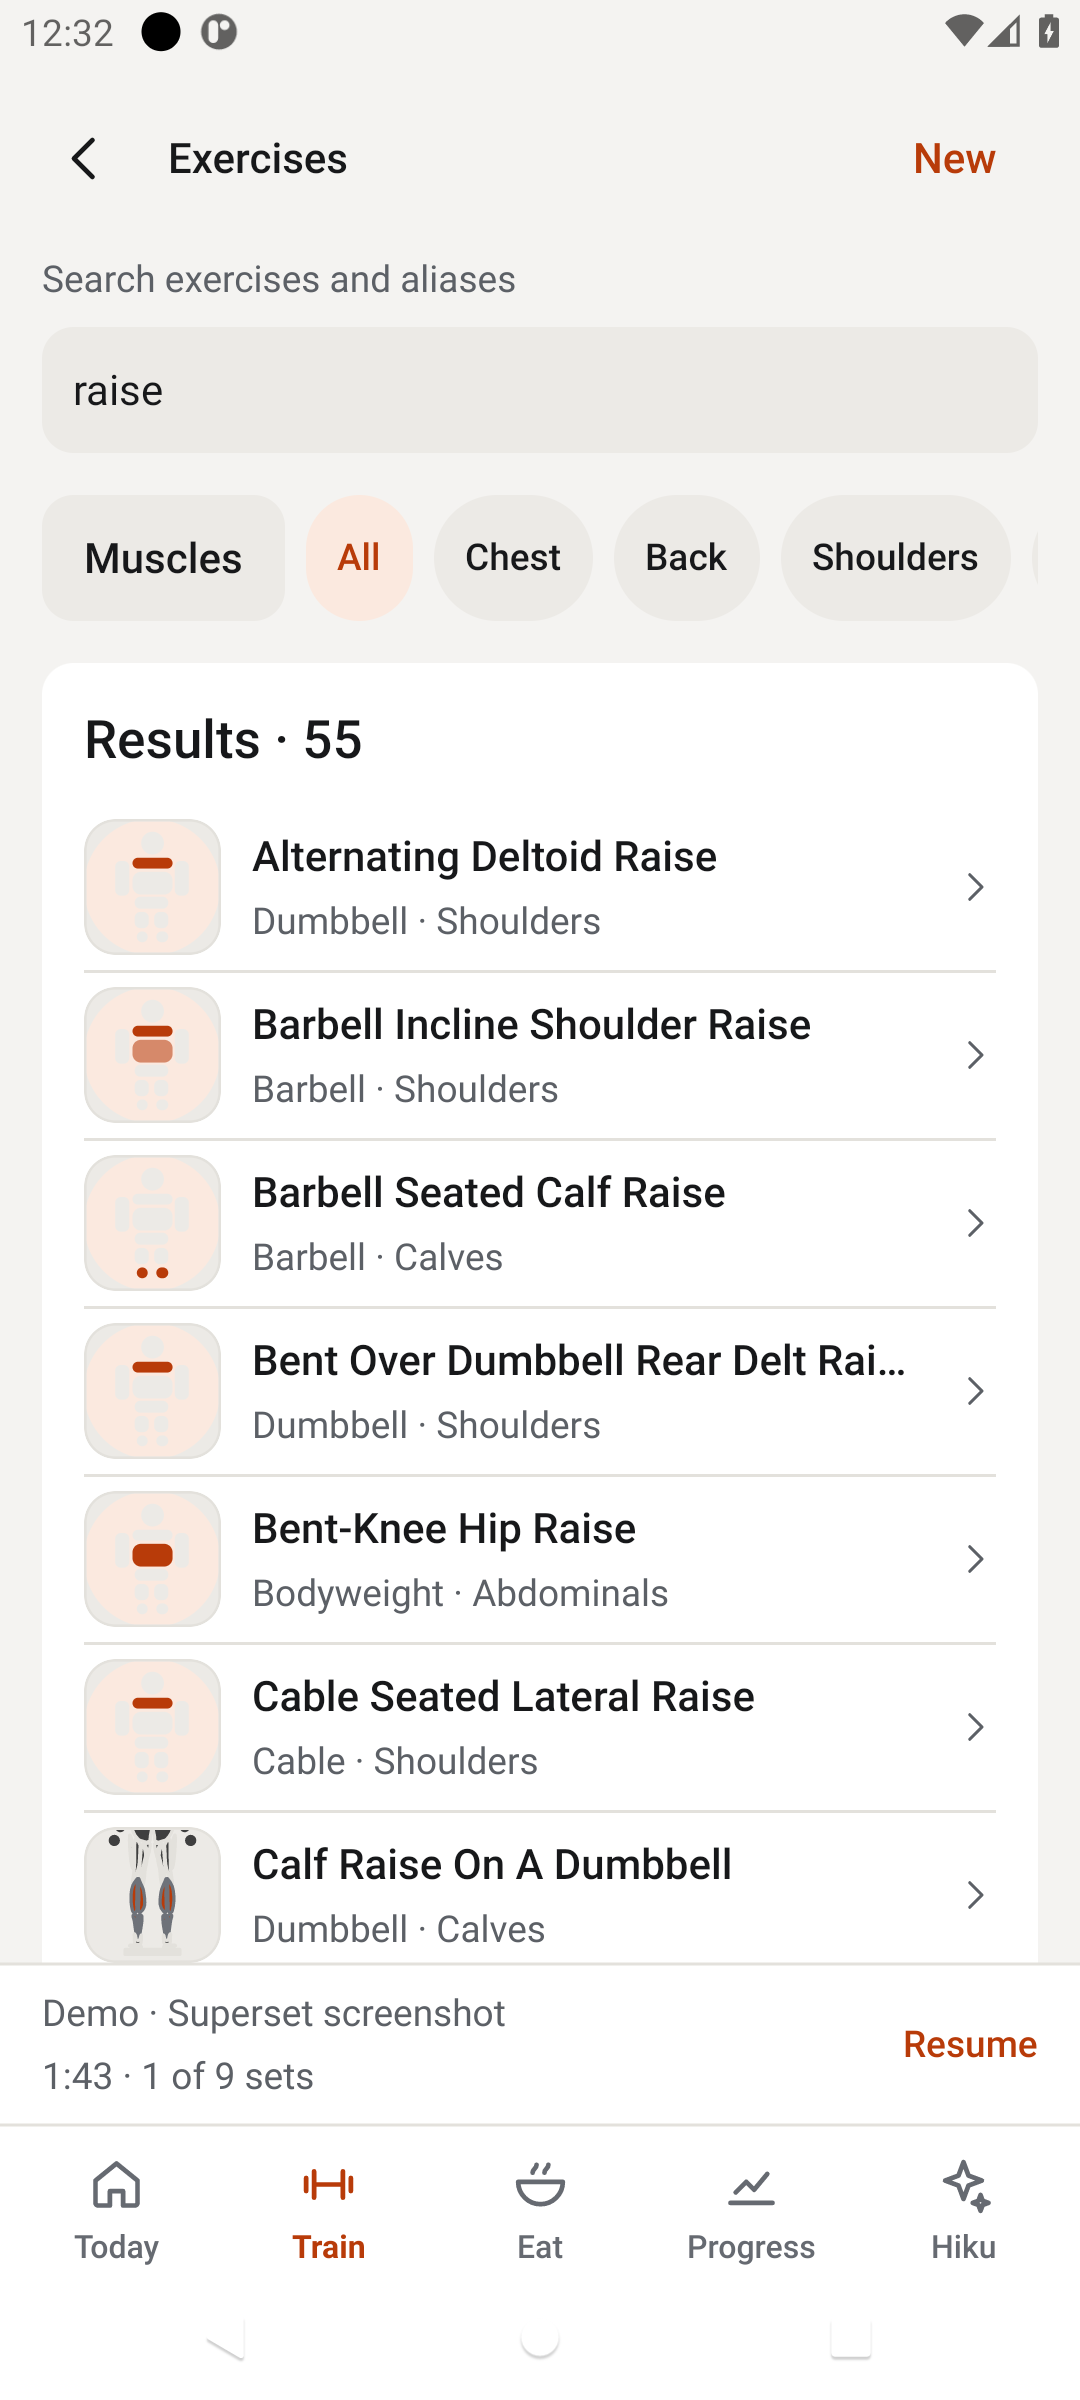 12:32
Exercises
New
Search exercises and aliases
raise
Muscles
All
Chest
Back
Shoulders
Results · 55
Alternating Deltoid Raise
Dumbbell · Shoulders
Barbell Incline Shoulder Raise
Barbell · Shoulders
Barbell Seated Calf Raise
Barbell · Calves
Bent Over Dumbbell Rear Delt Rai...
Dumbbell · Shoulders
Bent-Knee Hip Raise
Bodyweight · Abdominals
Cable Seated Lateral Raise
Cable · Shoulders
Calf Raise On A Dumbbell
Dumbbell · Calves
Demo · Superset screenshot
1:43 · 1 of 9 sets
Resume
Today
Train
Eat
Progress
Hiku